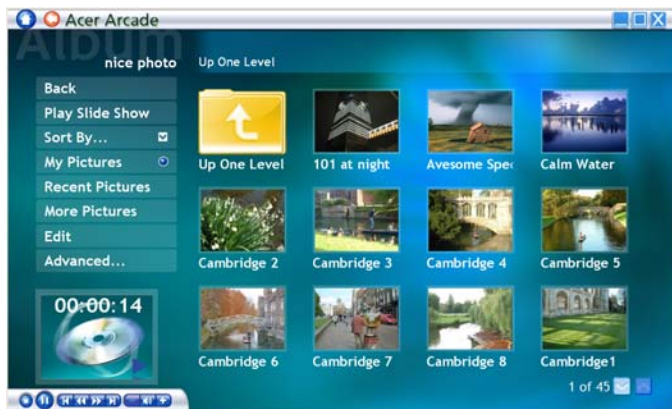 Acer Arcade
Album
nice photo
Up One Level
Back
Play Slide Show
Sort By...
My Pictures
Recent Pictures
More Pictures
Edit
Advanced...
00:00:14
Up One Level
101 at night
Avesome Spec
Calm Water
Cambridge 2
Cambridge 3
Cambridge 4
Cambridge 5
Cambridge 6
Cambridge 7
Cambridge 8
Cambridge1
1 of 45